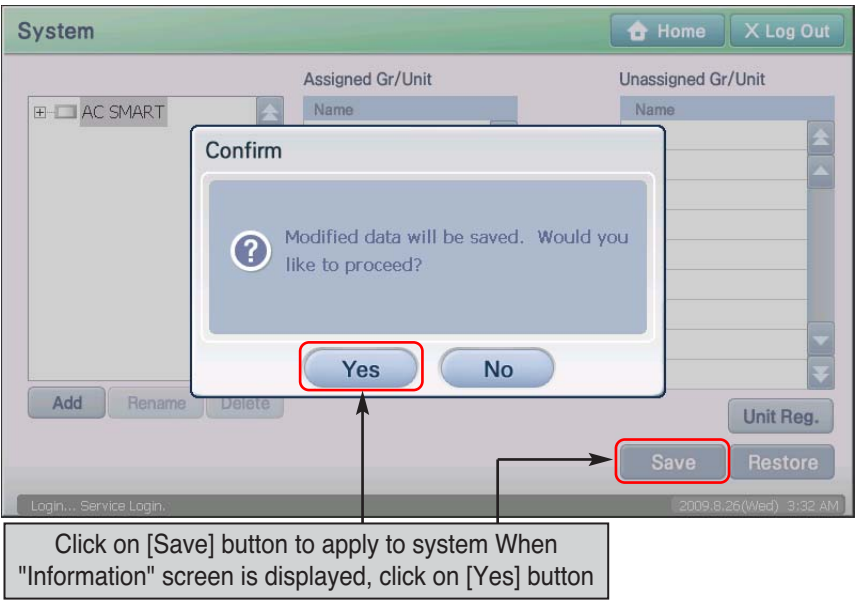 System
Home
X Log Out
Assigned Gr/Unit
Unassigned Gr/Unit
AC SMART
Name
Name
Confirm
Modified data will be saved. Would you
like to proceed?
Yes
No
Add
Rename
Delete
Unit Reg.
Save
Restore
Login... Service Login.
2009.8.26(Wed) 3:32 AM
Click on [Save] button to apply to system When
"Information" screen is displayed, click on [Yes] button